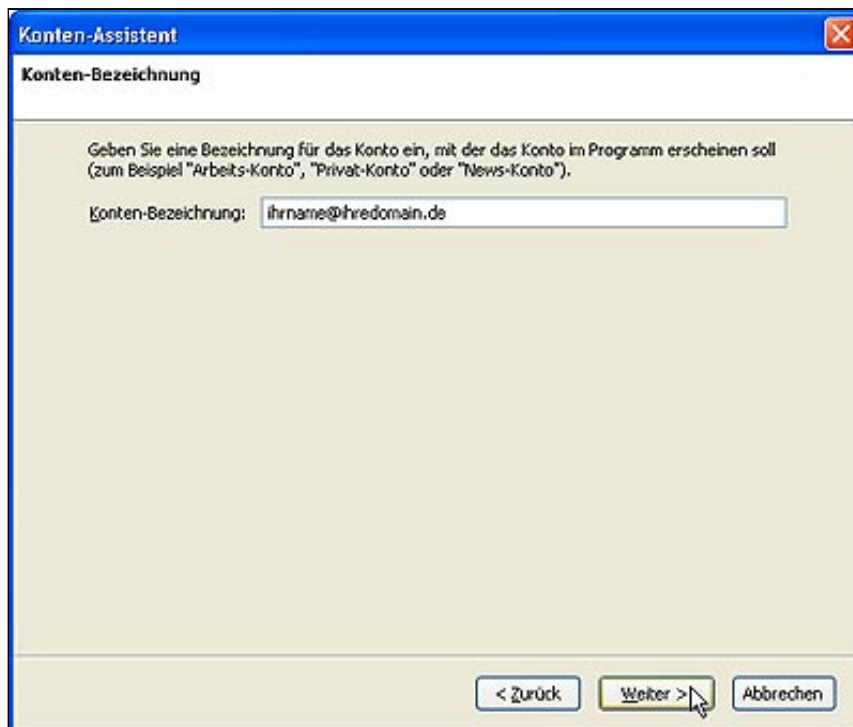 Konten-Assistent
Konten-Bezeichnung
Geben Sie eine Bezeichnung für das Konto ein, mit der das Konto im Programm erscheinen soll
(zum Beispiel "Arbeits-Konto", "Privat-Konto" oder "News-Konto").
Konten-Bezeichnung: ihrname@ihredomain.de
< Zurück Weiter > Abbrechen